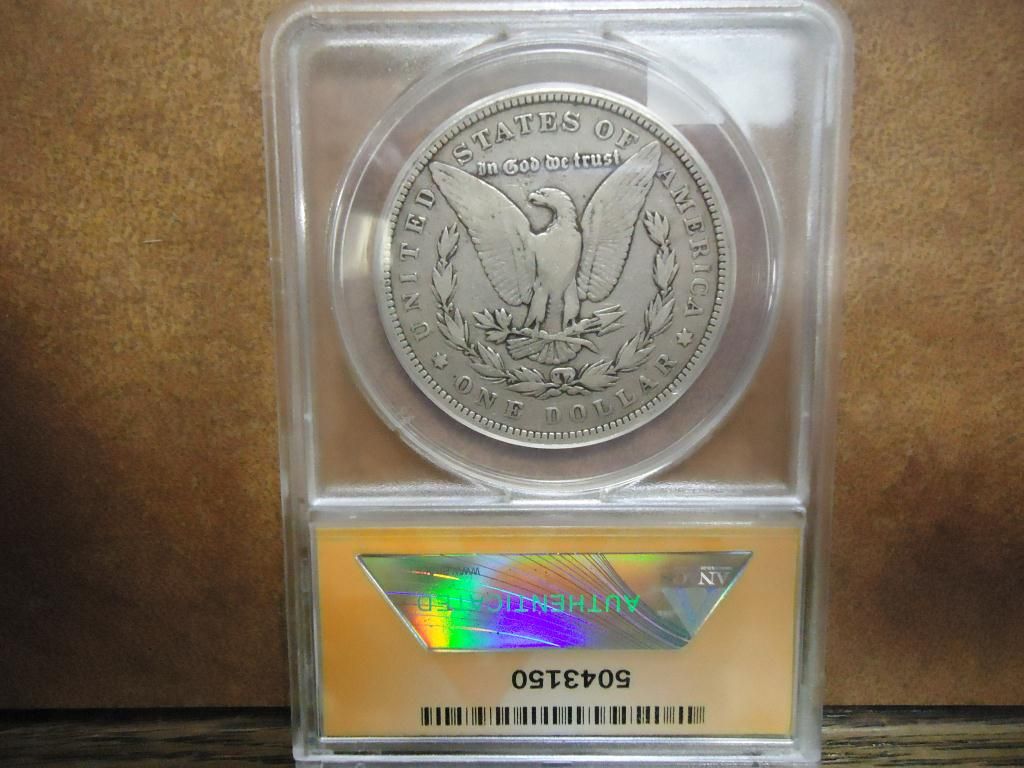 UNITED STATES OF AMERICA
In God we trust
ONE DOLLAR
AUTHENTICATED
5043150